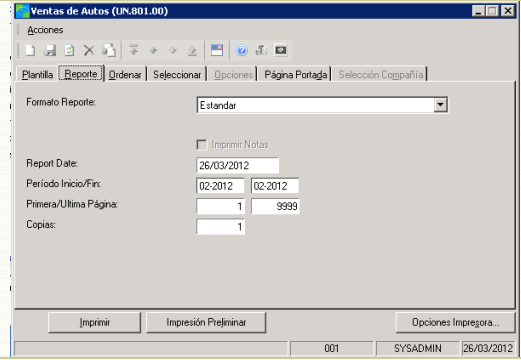 Ventas de Autos (UN.801.00)
Acciones
Plantilla Reporte Ordenar Seleccionar Opciones Página Portada Selección Compañía
Formato Reporte: Estandar
Imprimir Notas
Report Date: 26/03/2012
Período Inicio/Fin: 02-2012 02-2012
Primera/Ultima Página: 1 9999
Copias: 1
Imprimir Impresión Preliminar Opciones Impresora...
001 SYSADMIN 26/03/2012